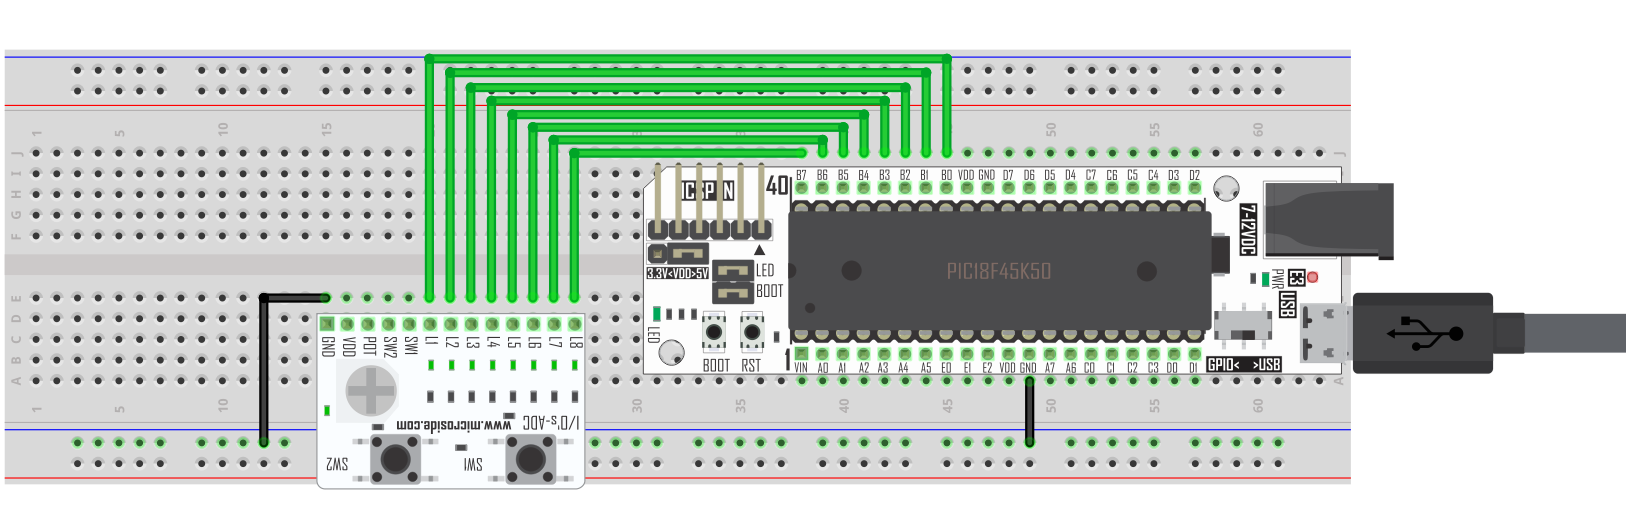 1 5 10 15 50 55 60
J
I
H
G
F
E
D
C
B
A
J
A
ICSP
40
B7 B6 B5 B4 B3 B2 B1 B0 VDD GND D7 D6 D5 D4 C7 C6 C5 C4 D3 D2
3.3V<VDD>5V
LED
BOOT
PIC18F45K50
7-12VDC
PWR
E3
USB
LED
BOOT RST
1
VIN A0 A1 A2 A3 A4 A5 E0 E1 E2 VDD GND A7 A6 C0 C1 C2 C3 D0 D1
GPIO< >USB
GND VDD POT SW2 SW1 L1 L2 L3 L4 L5 L6 L7 L8
I/O's-ADC
www.microside.com
SW2 SW1
1 5 10 30 35 40 45 50 55 60